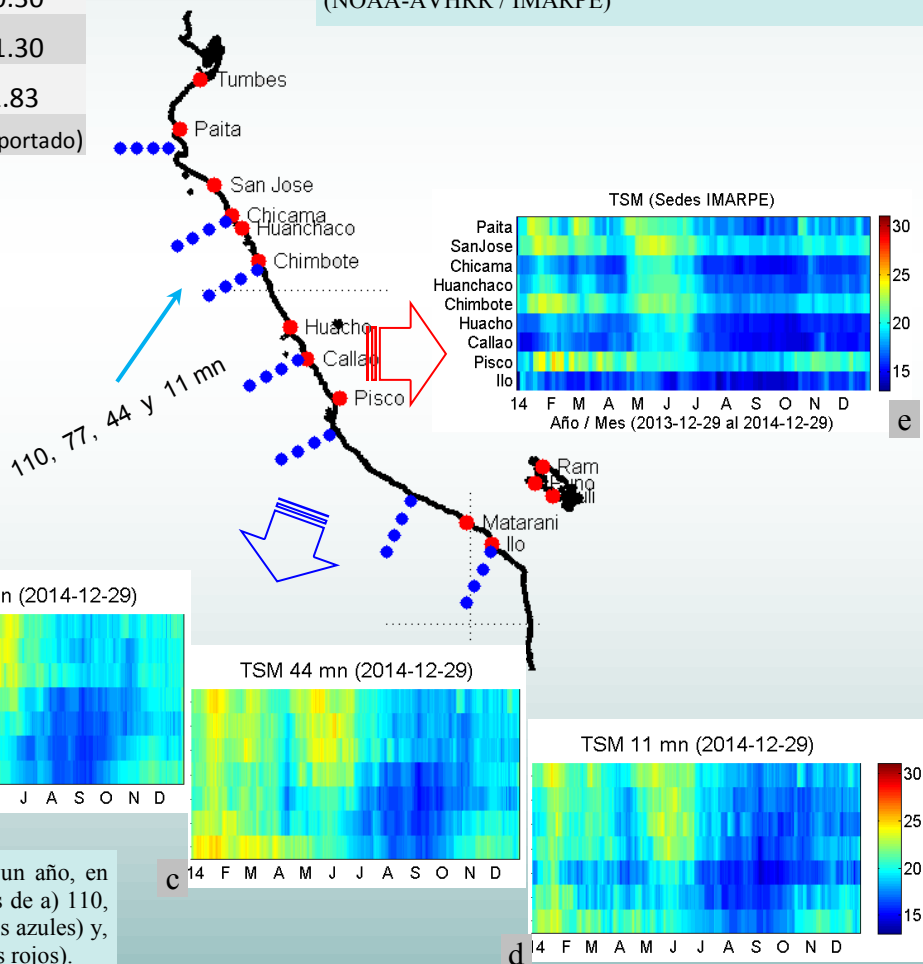 (NOAA-AVHRR / IMARPE)
1.30
.83
portado)
Tumbes
Paita
San Jose
Chicama
Huanchaco
Chimbote
Huacho
Callao
Pisco
Matarani
Ilo
Ram
110, 77, 44 y 11 mn
TSM (Sedes IMARPE)
Paita
SanJose
Chicama
Huanchaco
Chimbote
Huacho
Callao
Pisco
Ilo
30
25
20
15
14 F M A M J J A S O N D
Año / Mes (2013-12-29 al 2014-12-29)
e
n (2014-12-29)
J A S O N D
TSM 44 mn (2014-12-29)
14 F M A M J J A S O N D
c
TSM 11 mn (2014-12-29)
30
25
20
15
14 F M A M J J A S O N D
d
un año, en
s de a) 110,
s azules) y,
s rojos).